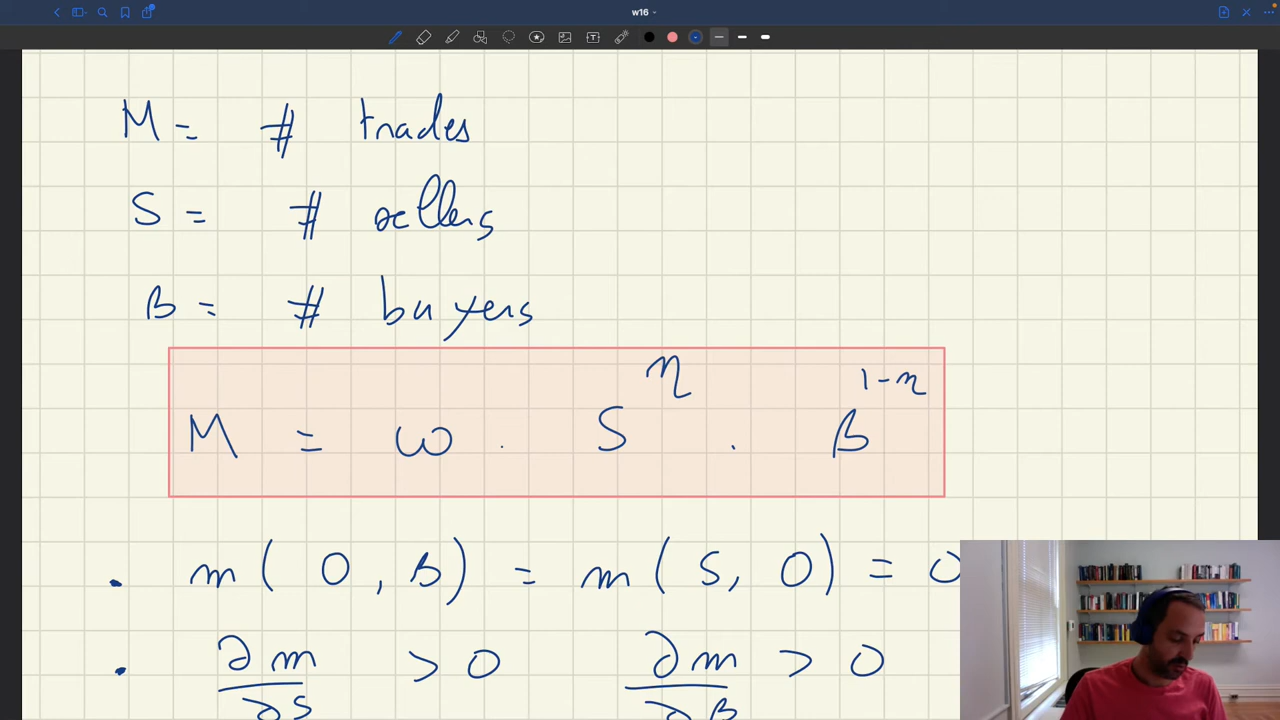 w16
M = # trades
S = # sellers
B = # buyers
M = ω · S^η · B^{1-η}
· m(0, B) = m(S, 0) = 0
· ∂m/∂S > 0 ∂m/∂B > 0